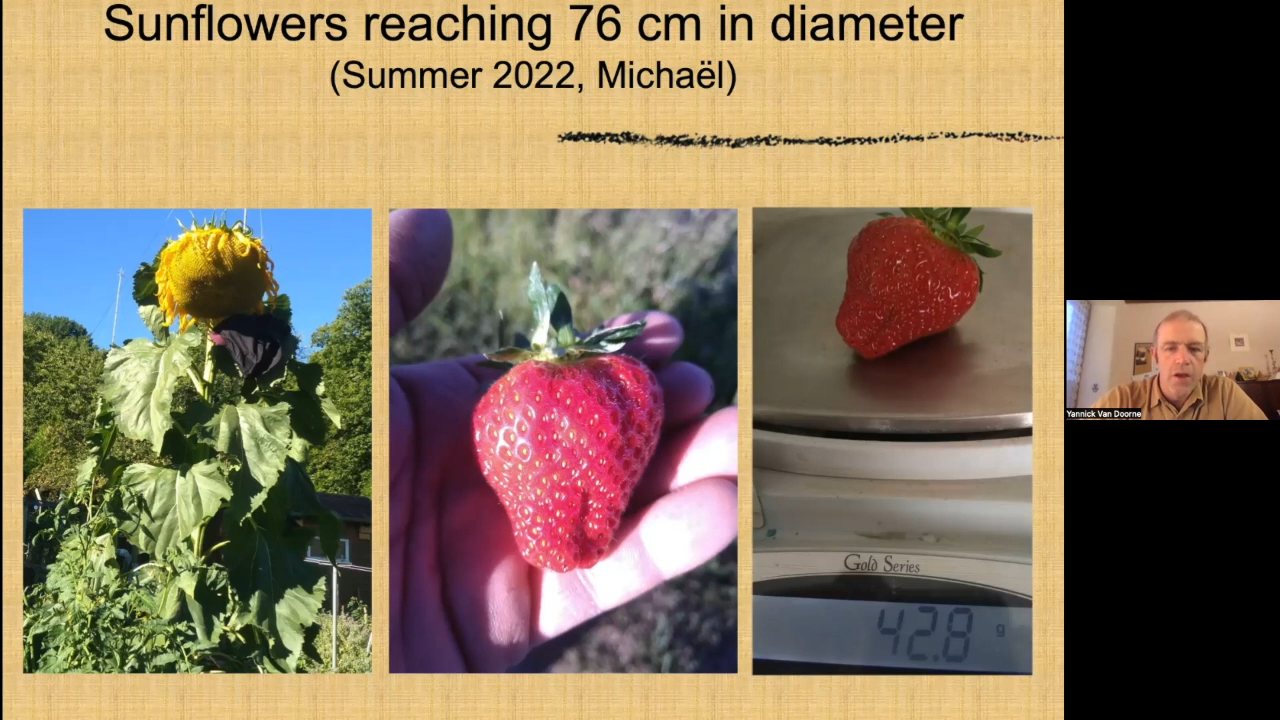 Sunflowers reaching 76 cm in diameter
(Summer 2022, Michaël)
Gold Series
42.8 g
Yannick Van Doorne